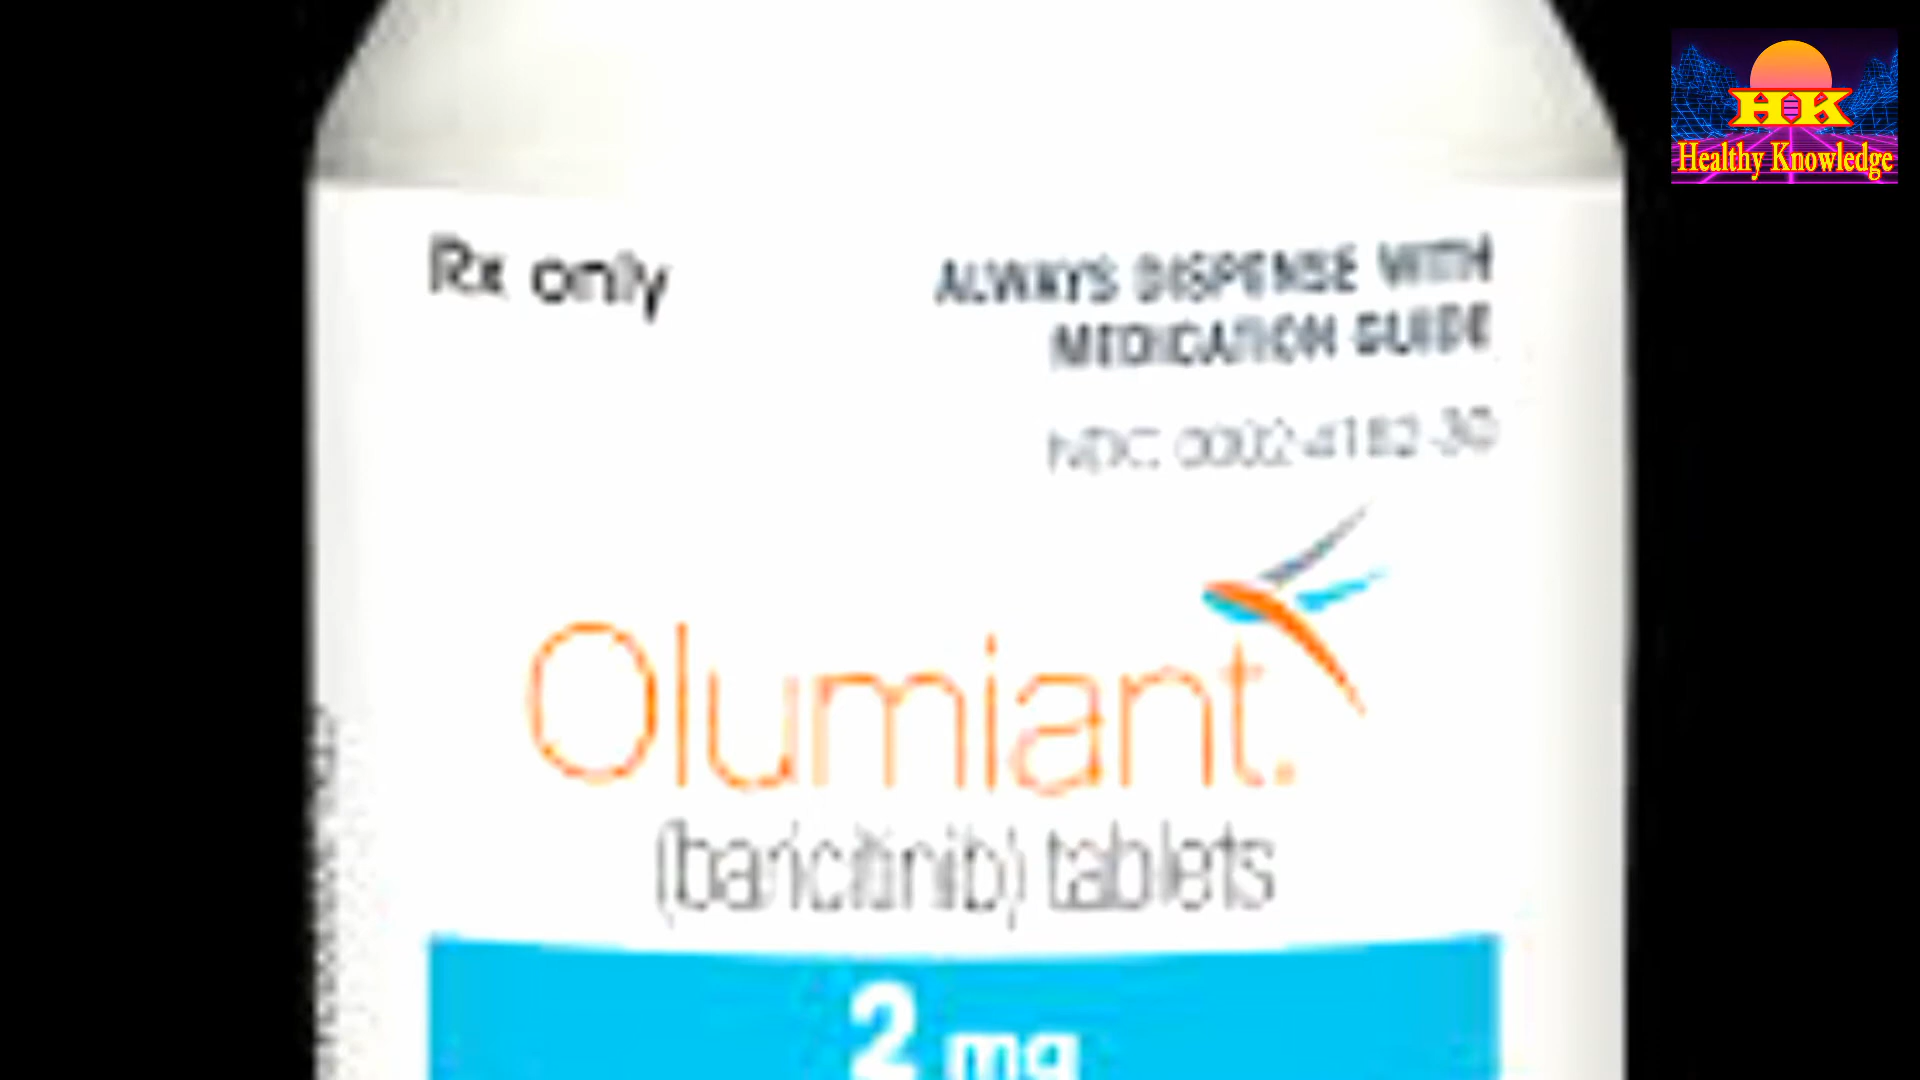 Rx only
ALWAYS DISPENSE WITH
MEDICATION GUIDE
NDC 0002-4182-30
Olumiant.
(baricitinib) tablets
2 mg
HK
Healthy Knowledge